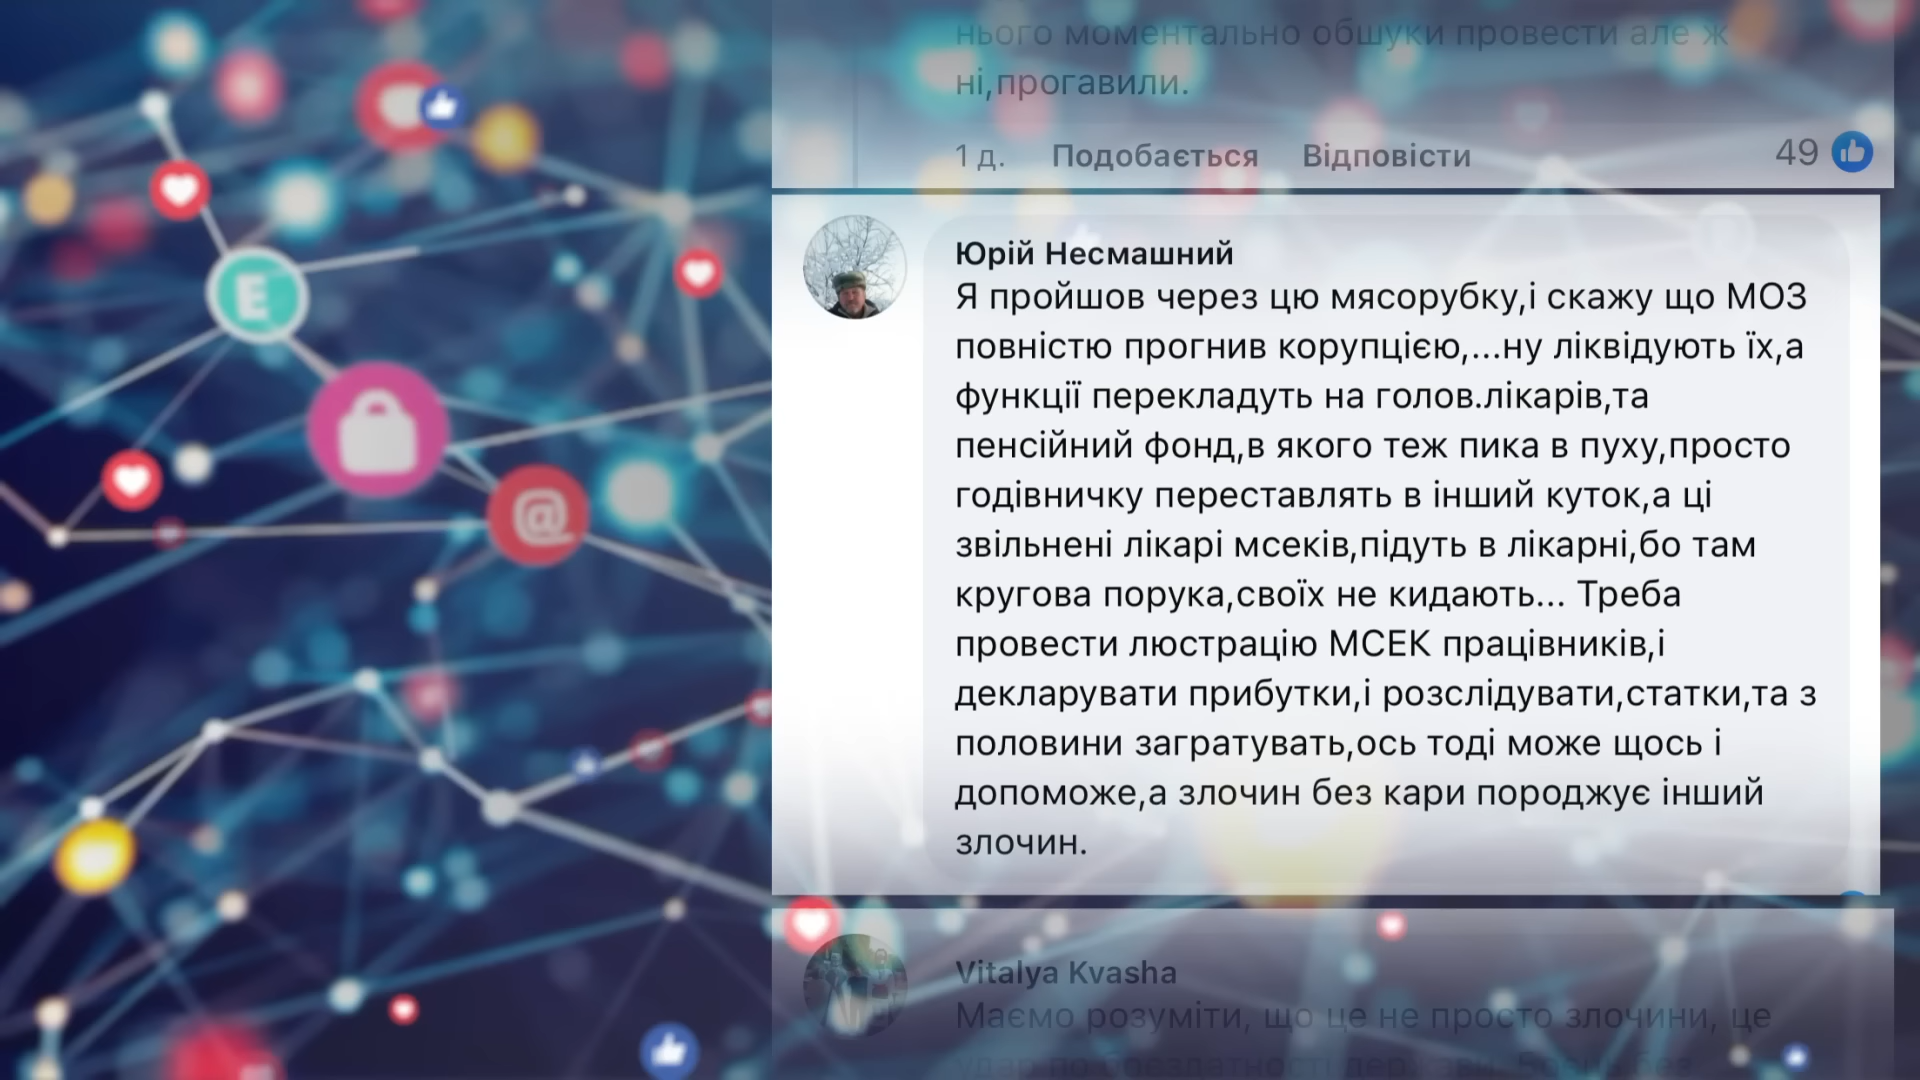 нього моментально обшуки провести але ж
ні,прогавили.
1 д. Подобається Відповісти 49
Юрій Несмашний
Я пройшов через цю мясорубку,і скажу що МОЗ
повністю прогнив корупцією,...ну ліквідують їх,а
функції перекладуть на голов.лікарів,та
пенсійний фонд,в якого теж пика в пуху,просто
годівничку переставлять в інший куток,а ці
звільнені лікарі мсеків,підуть в лікарні,бо там
кругова порука,своїх не кидають... Треба
провести люстрацію МСЕК працівників,і
декларувати прибутки,і розслідувати,статки,та з
половини загратувать,ось тоді може щось і
допоможе,а злочин без кари породжує інший
злочин.
Vitalya Kvasha
Маємо розуміти, що це не просто злочини, це
удар по боєздатності держави.
E
@